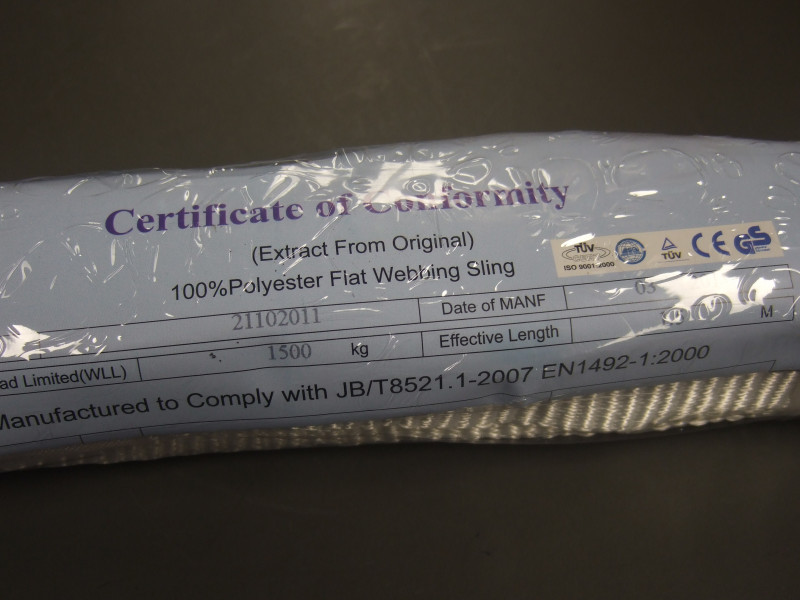 Certificate of Conformity
(Extract From Original)
100%Polyester Flat Webbing Sling
TÜV ISO 9001:2000 TÜV CE GS
21102011 Date of MANF
ad Limited(WLL) 1500 kg Effective Length M
Manufactured to Comply with JB/T8521.1-2007 EN1492-1:2000